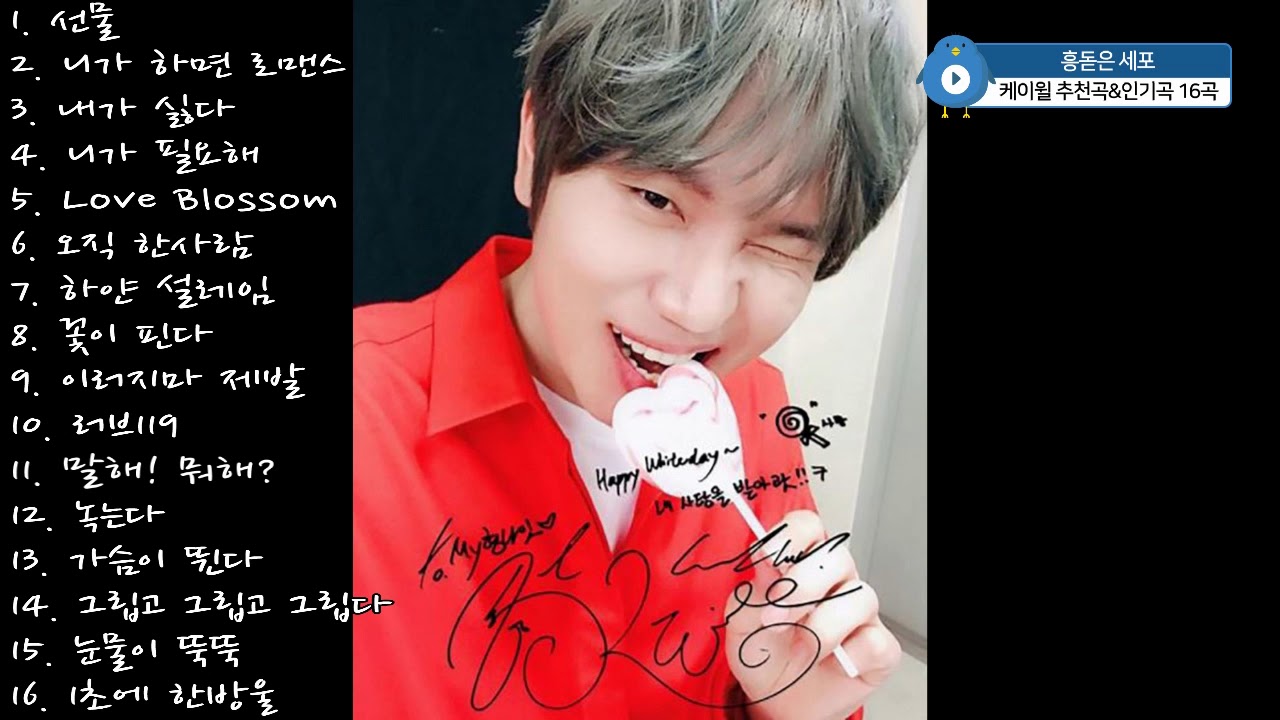 1. 선물
2. 니가 하면 로맨스
3. 내가 싫다
4. 니가 필요해
5. Love Blossom
6. 오직 한사람
7. 하얀 설레임
8. 꽃이 핀다
9. 이러지마 제발
10. 러브119
11. 말해! 뭐해?
12. 녹는다
13. 가슴이 뛴다
14. 그립고 그립고 그립다
15. 눈물이 뚝뚝
16. 1초에 한방울
흥돋은 세포
케이윌 추천곡&인기곡 16곡
Happy Whiteday~
내 사탕을 받아랏!!ㅋ